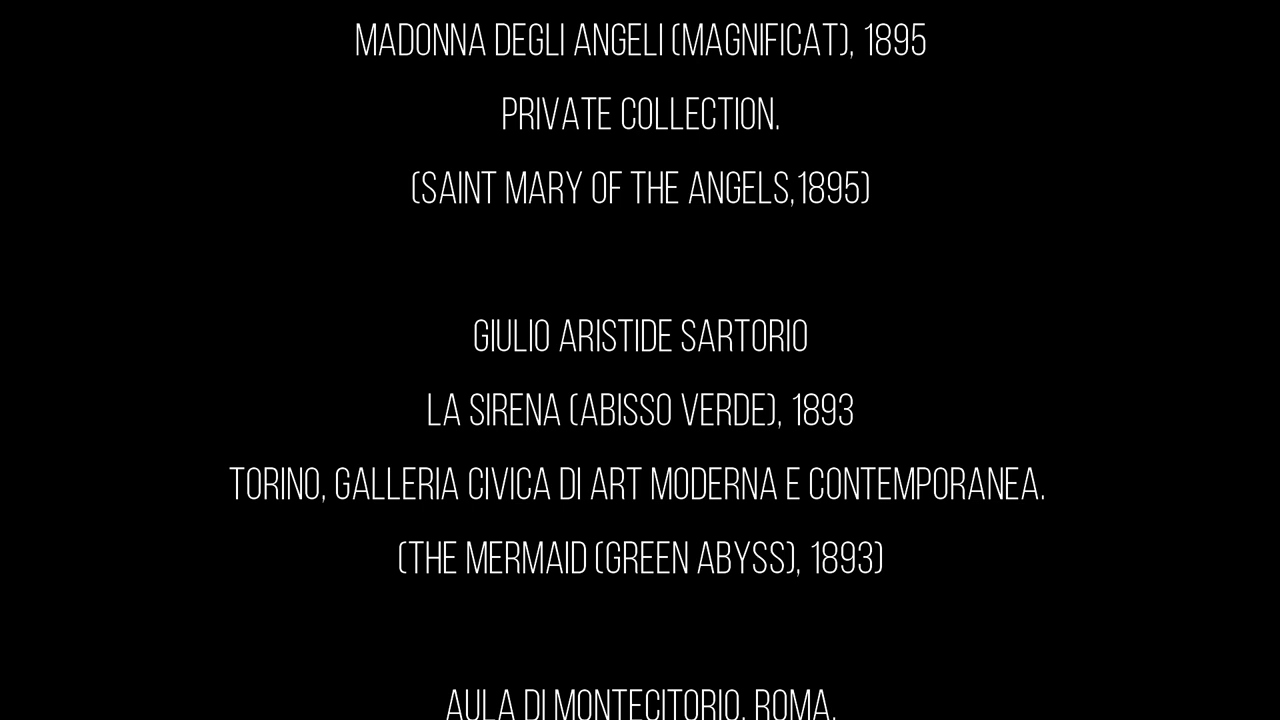 MADONNA DEGLI ANGELI (MAGNIFICAT), 1895
PRIVATE COLLECTION.
(SAINT MARY OF THE ANGELS,1895)
GIULIO ARISTIDE SARTORIO
LA SIRENA (ABISSO VERDE), 1893
TORINO, GALLERIA CIVICA DI ART MODERNA E CONTEMPORANEA.
(THE MERMAID (GREEN ABYSS), 1893)
AULA DI MONTECITORIO, ROMA.